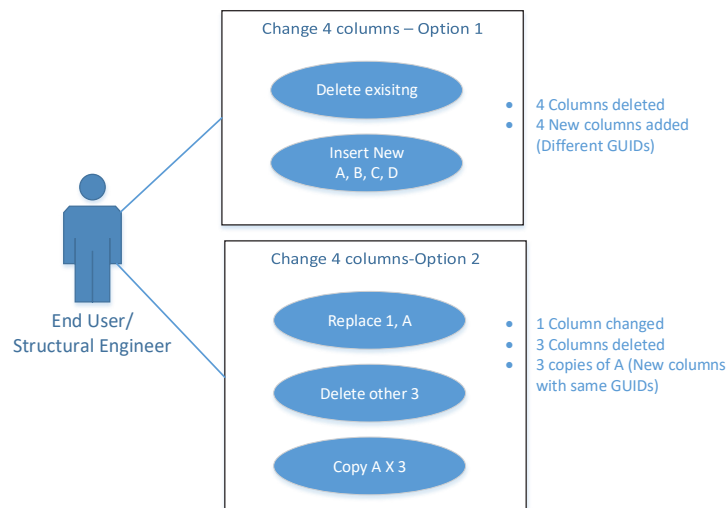 Change 4 columns – Option 1
Delete exisitng
Insert New
A, B, C, D
• 4 Columns deleted
• 4 New columns added
(Different GUIDs)
End User/
Structural Engineer
Change 4 columns-Option 2
Replace 1, A
Delete other 3
Copy A X 3
• 1 Column changed
• 3 Columns deleted
• 3 copies of A (New columns
with same GUIDs)